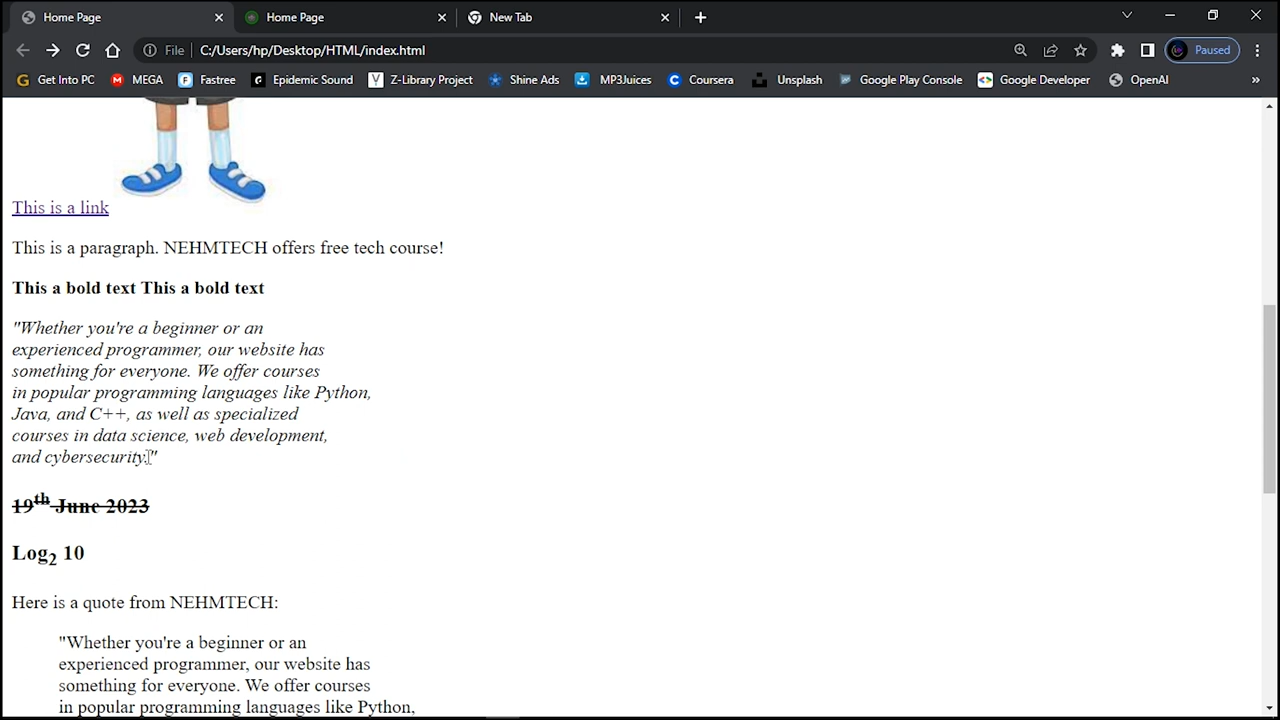 Home Page
Home Page
New Tab
File
C:/Users/hp/Desktop/HTML/index.html
Paused
Get Into PC
MEGA
Fastree
Epidemic Sound
Z-Library Project
Shine Ads
MP3Juices
Coursera
Unsplash
Google Play Console
Google Developer
OpenAI
This is a link
This is a paragraph. NEHMTECH offers free tech course!
This a bold text This a bold text
"Whether you're a beginner or an
experienced programmer, our website has
something for everyone. We offer courses
in popular programming languages like Python,
Java, and C++, as well as specialized
courses in data science, web development,
and cybersecurity."
19th June 2023
Log2 10
Here is a quote from NEHMTECH:
"Whether you're a beginner or an
experienced programmer, our website has
something for everyone. We offer courses
in popular programming languages like Python,